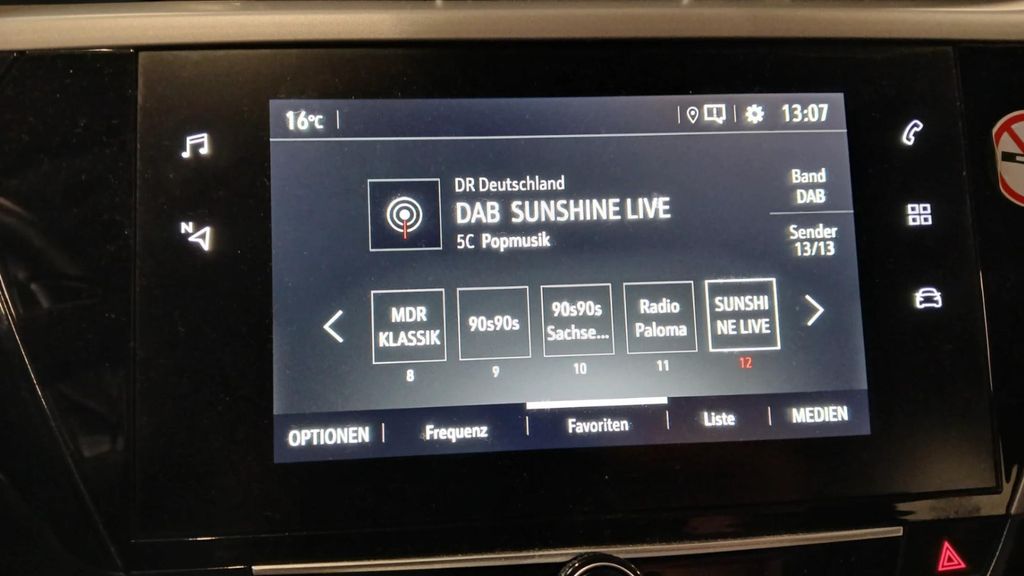 16°C
13:07
DR Deutschland
DAB SUNSHINE LIVE
5C Popmusik
Band
DAB
Sender
13/13
N
MDR
KLASSIK
90s90s
90s90s
Sachse...
Radio
Paloma
SUNSHI
NE LIVE
8
9
10
11
12
OPTIONEN
Frequenz
Favoriten
Liste
MEDIEN